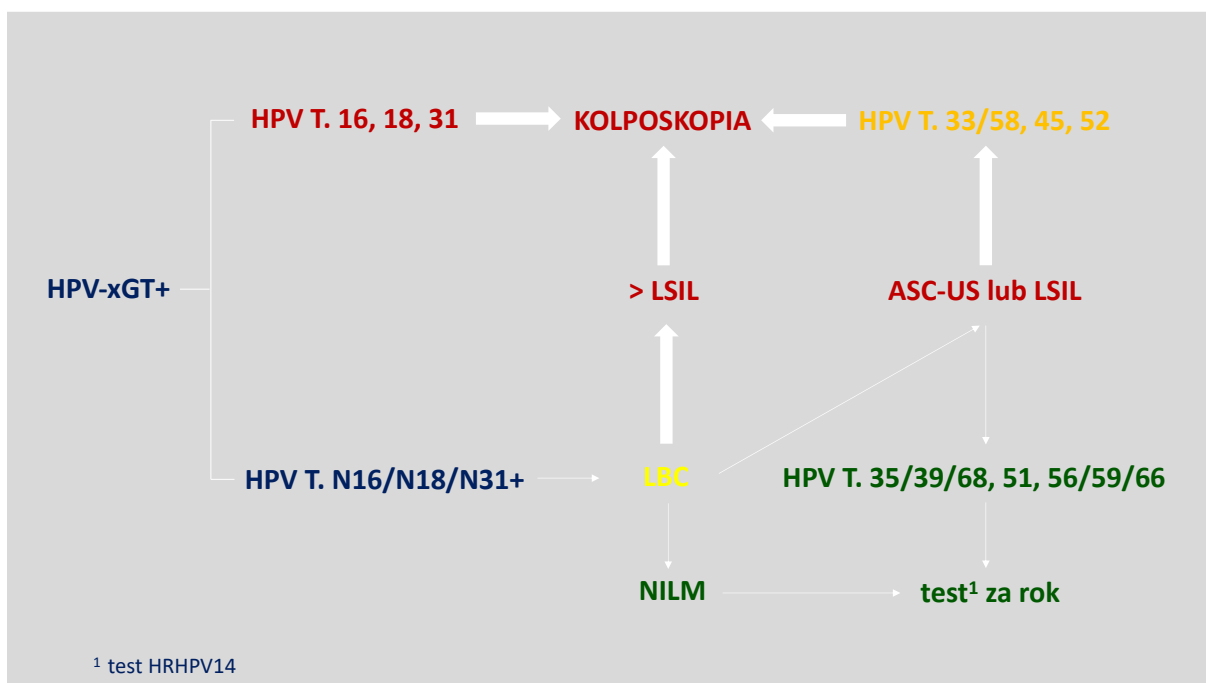 HPV T. 16, 18, 31
KOLPOSKOPIA
HPV T. 33/58, 45, 52
HPV-xGT+
> LSIL
ASC-US lub LSIL
HPV T. N16/N18/N31+
LBC
HPV T. 35/39/68, 51, 56/59/66
NILM
test¹ za rok
¹ test HRHPV14